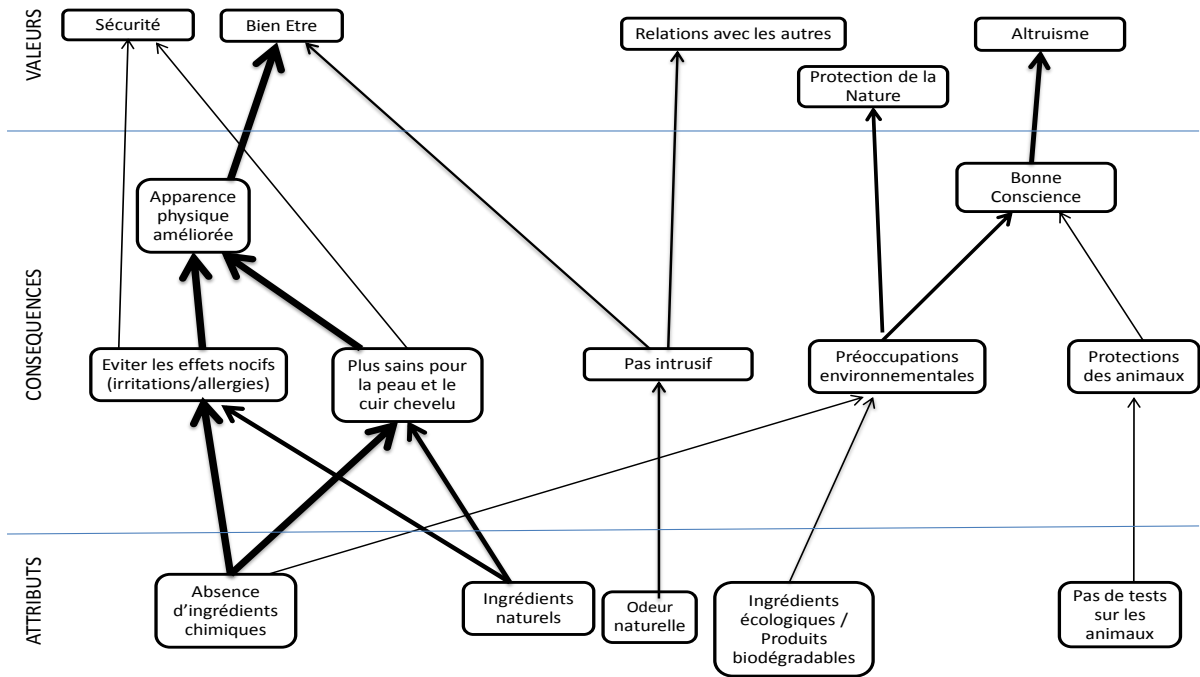 VALEURS
Sécurité
Bien Etre
Relations avec les autres
Altruisme
Protection de la
Nature
CONSEQUENCES
Apparence
physique
améliorée
Bonne
Conscience
Eviter les effets nocifs
(irritations/allergies)
Plus sains pour
la peau et le
cuir chevelu
Pas intrusif
Préoccupations
environnementales
Protections
des animaux
ATTRIBUTS
Absence
d’ingrédients
chimiques
Ingrédients
naturels
Odeur
naturelle
Ingrédients
écologiques /
Produits
biodégradables
Pas de tests
sur les
animaux